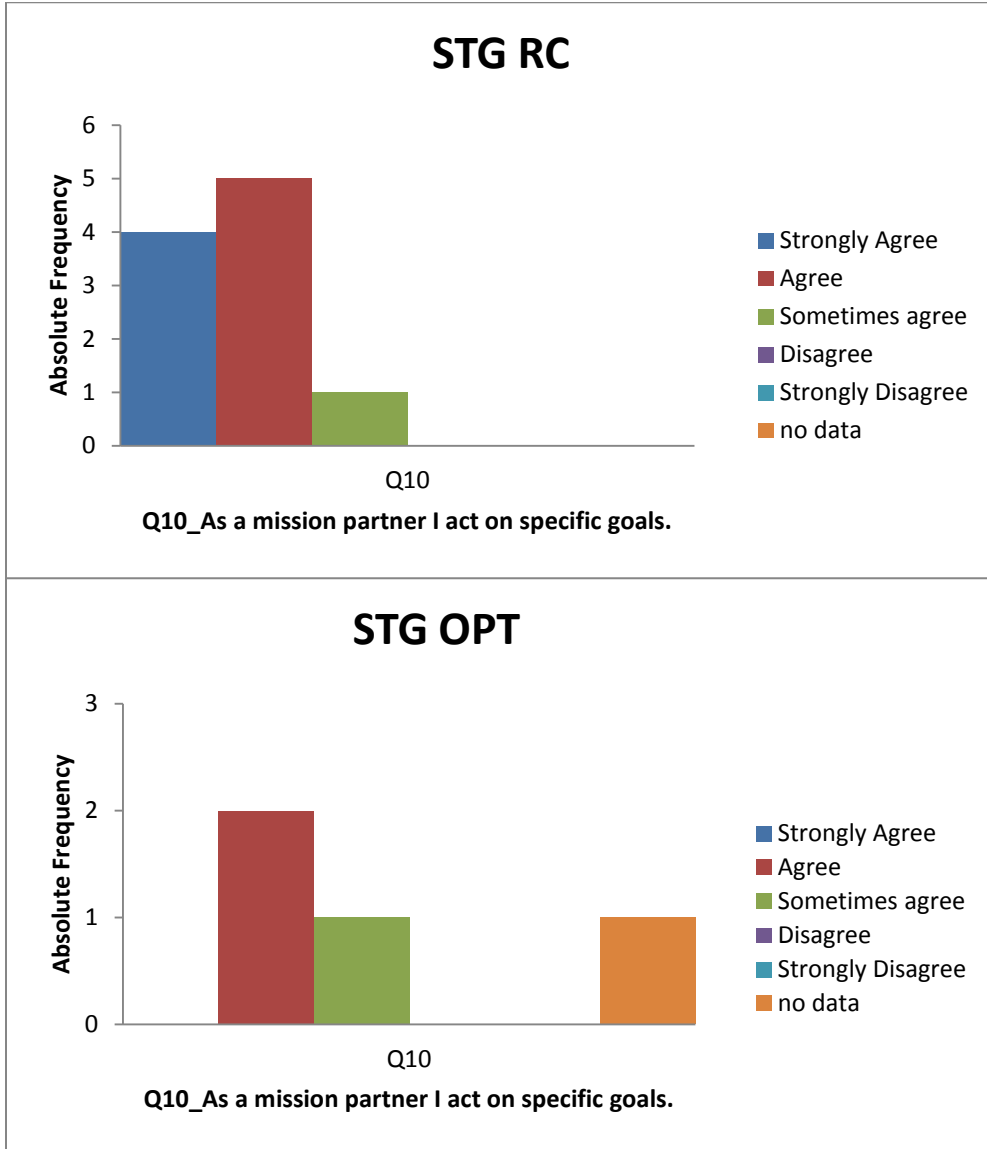 STG RC
6
5
4
3
2
1
0
Absolute Frequency
Q10
Q10_As a mission partner I act on specific goals.
Strongly Agree
Agree
Sometimes agree
Disagree
Strongly Disagree
no data
STG OPT
3
2
1
0
Absolute Frequency
Q10
Q10_As a mission partner I act on specific goals.
Strongly Agree
Agree
Sometimes agree
Disagree
Strongly Disagree
no data